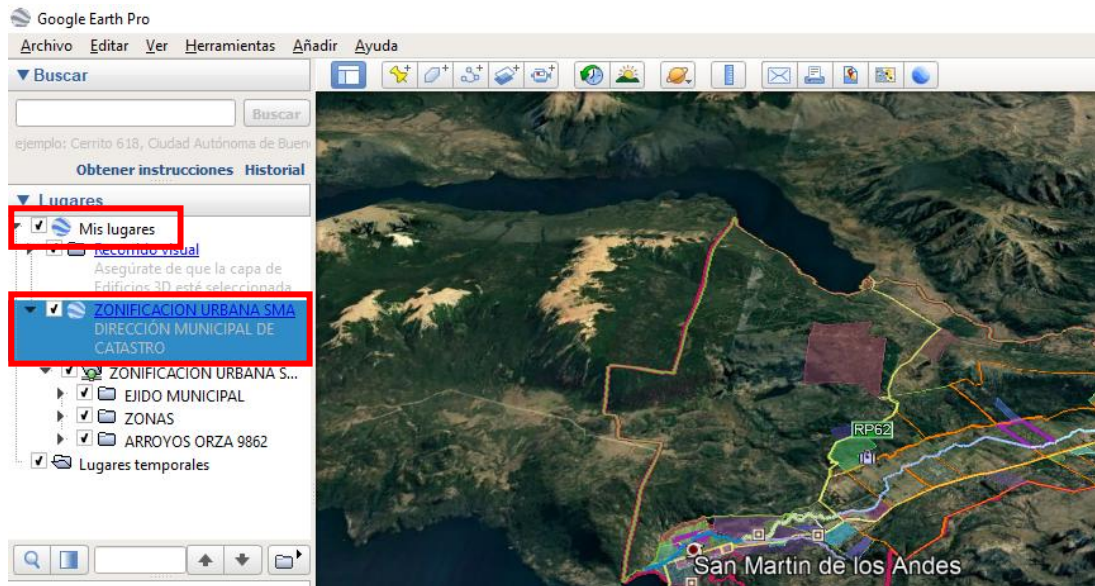 Google Earth Pro
Archivo Editar Ver Herramientas Añadir Ayuda
Buscar
Buscar
ejemplo: Cerrito 618, Ciudad Autónoma de Buen
Obtener instrucciones Historial
Lugares
Mis lugares
Recorrido visual
Asegúrate de que la capa de
Edificios 3D esté seleccionada
ZONIFICACION URBANA SMA
DIRECCIÓN MUNICIPAL DE
CATASTRO
ZONIFICACION URBANA S...
EJIDO MUNICIPAL
ZONAS
ARROYOS ORZA 9862
Lugares temporales
RP62
San Martin de los Andes